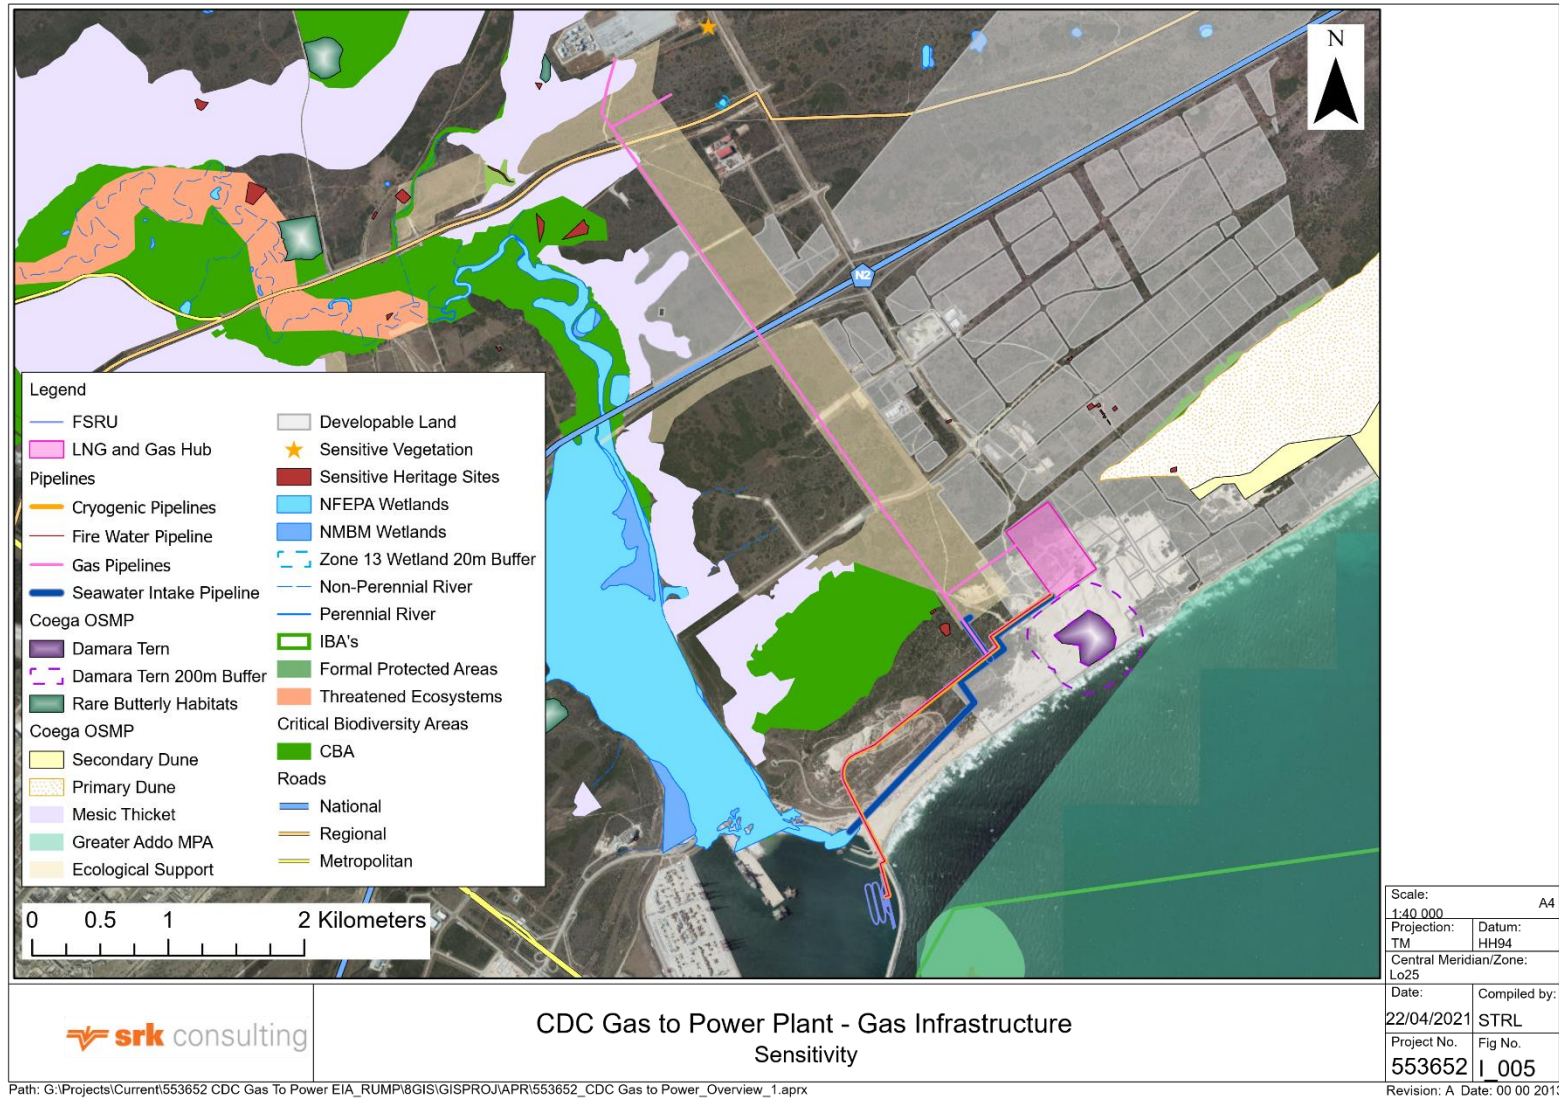 N
N2
Legend
FSRU
LNG and Gas Hub
Pipelines
Cryogenic Pipelines
Fire Water Pipeline
Gas Pipelines
Seawater Intake Pipeline
Coega OSMP
Damara Tern
Damara Tern 200m Buffer
Rare Butterly Habitats
Coega OSMP
Secondary Dune
Primary Dune
Mesic Thicket
Greater Addo MPA
Ecological Support
Developable Land
Sensitive Vegetation
Sensitive Heritage Sites
NFEPA Wetlands
NMBM Wetlands
Zone 13 Wetland 20m Buffer
Non-Perennial River
Perennial River
IBA's
Formal Protected Areas
Threatened Ecosystems
Critical Biodiversity Areas
CBA
Roads
National
Regional
Metropolitan
0 0.5 1 2 Kilometers
Scale:
1:40 000 A4
Projection: Datum:
TM HH94
Central Meridian/Zone:
Lo25
Date: Compiled by:
22/04/2021 STRL
Project No. Fig No.
553652 I_005
srk consulting
CDC Gas to Power Plant - Gas Infrastructure
Sensitivity
Path: G:\Projects\Current\553652 CDC Gas To Power EIA_RUMP\8GIS\GISPROJ\APR\553652_CDC Gas to Power_Overview_1.aprx
Revision: A Date: 00 00 2013